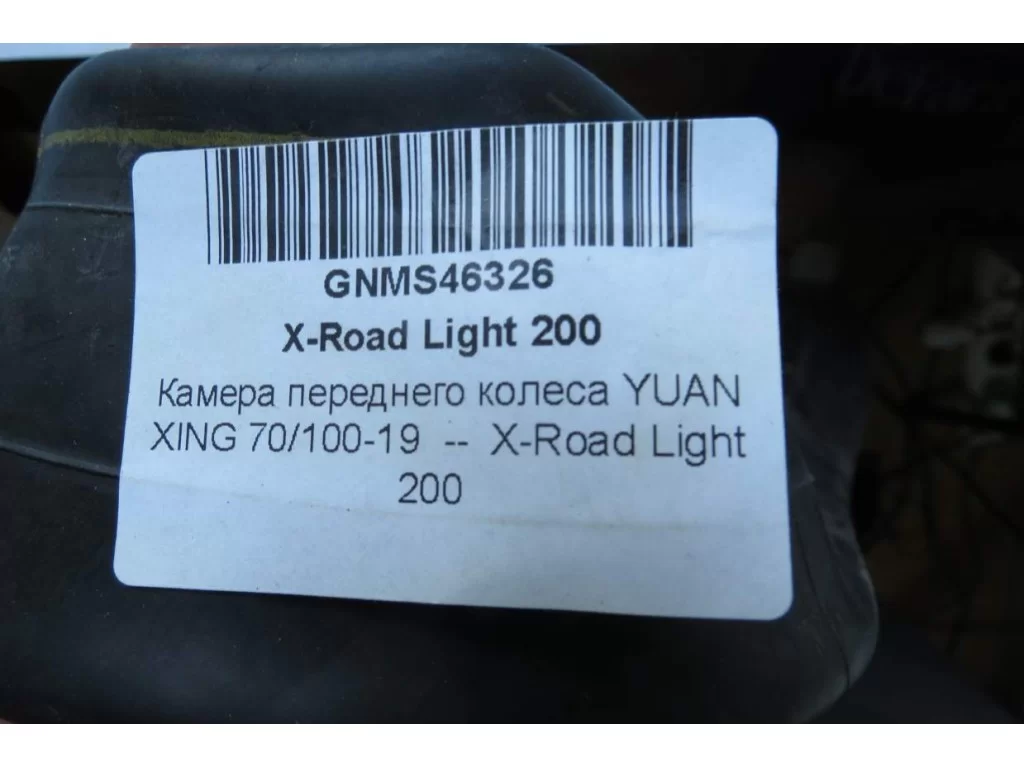 GNMS46326
X-Road Light 200
Камера переднего колеса YUAN
XING 70/100-19 -- X-Road Light
200